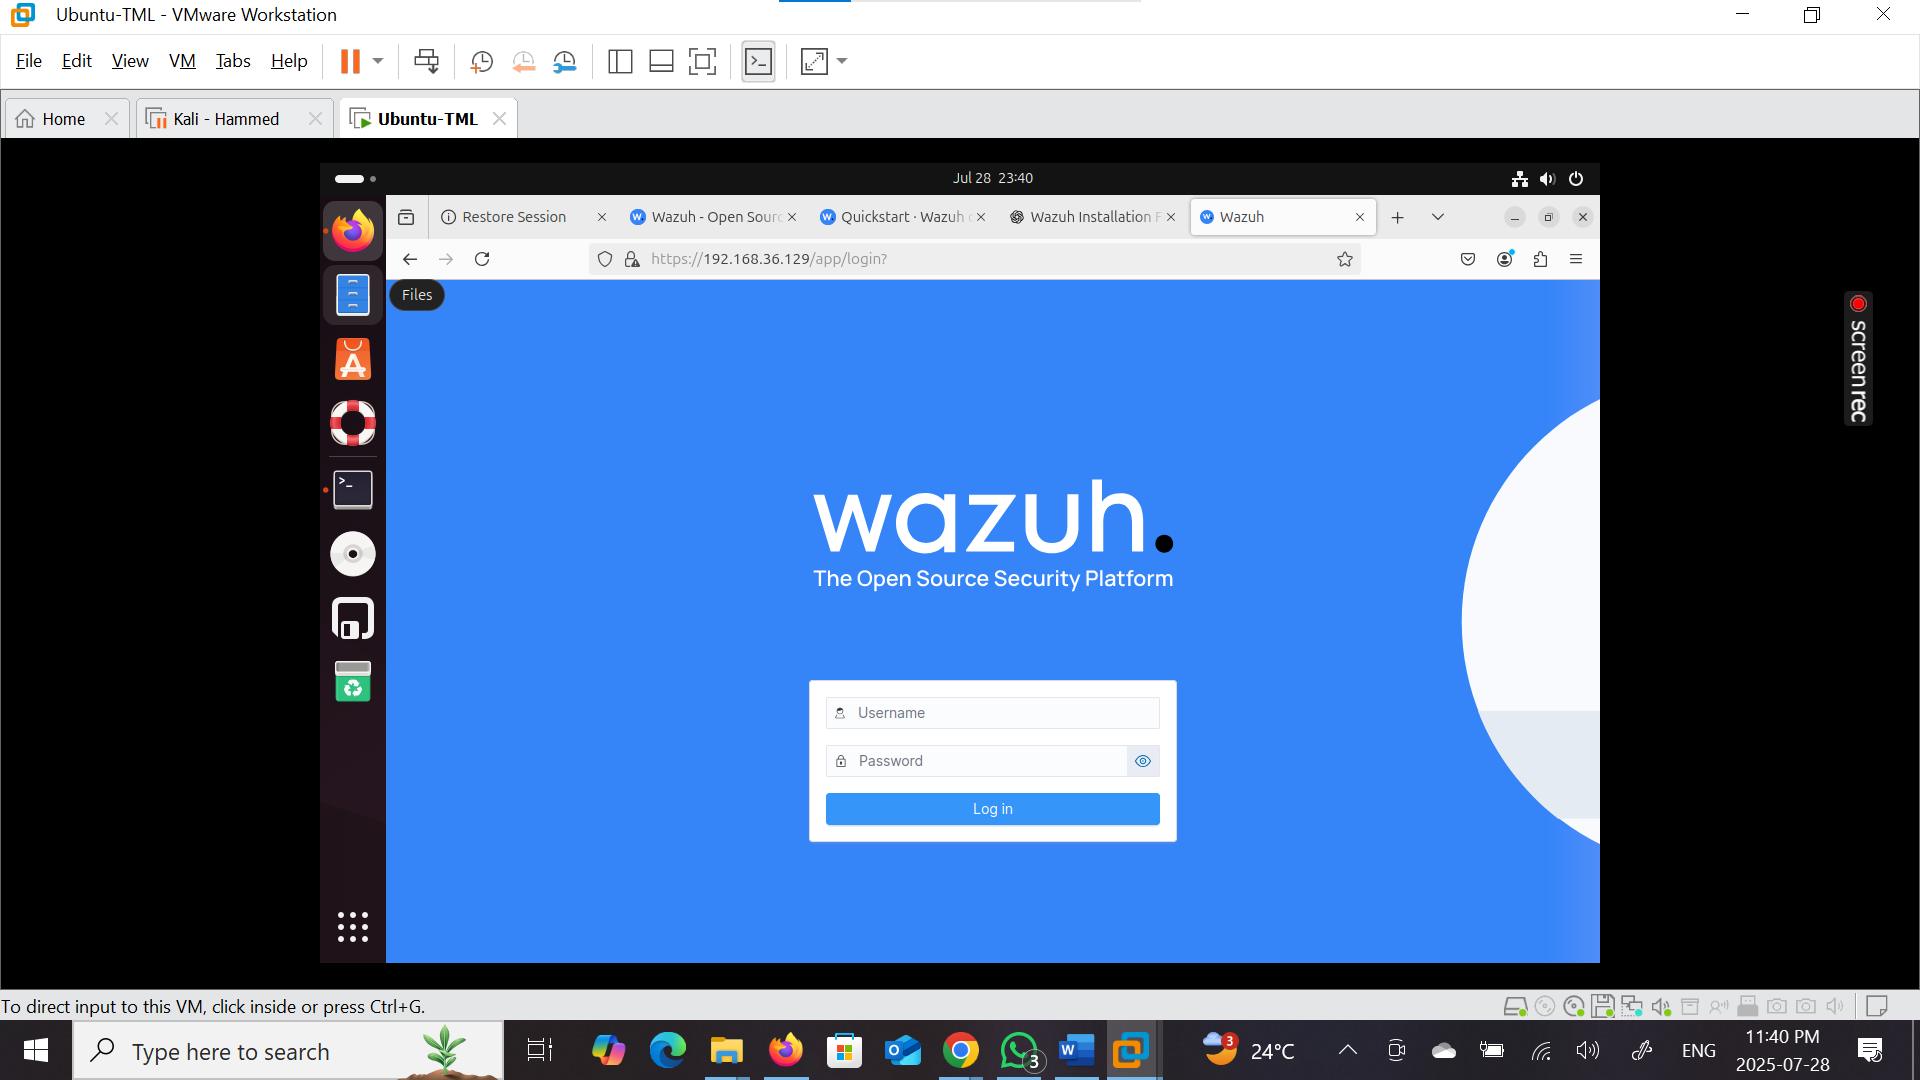 Ubuntu-TML - VMware Workstation
File Edit View VM Tabs Help
Home
Kali - Hammed
Ubuntu-TML
Jul 28 23:40
Restore Session
Wazuh - Open Sourc
Quickstart · Wazuh
Wazuh Installation F
Wazuh
https://192.168.36.129/app/login?
Files
screenrec
wazuh.
The Open Source Security Platform
Username
Password
Log in
To direct input to this VM, click inside or press Ctrl+G.
Type here to search
3
3
24°C
ENG
11:40 PM
2025-07-28